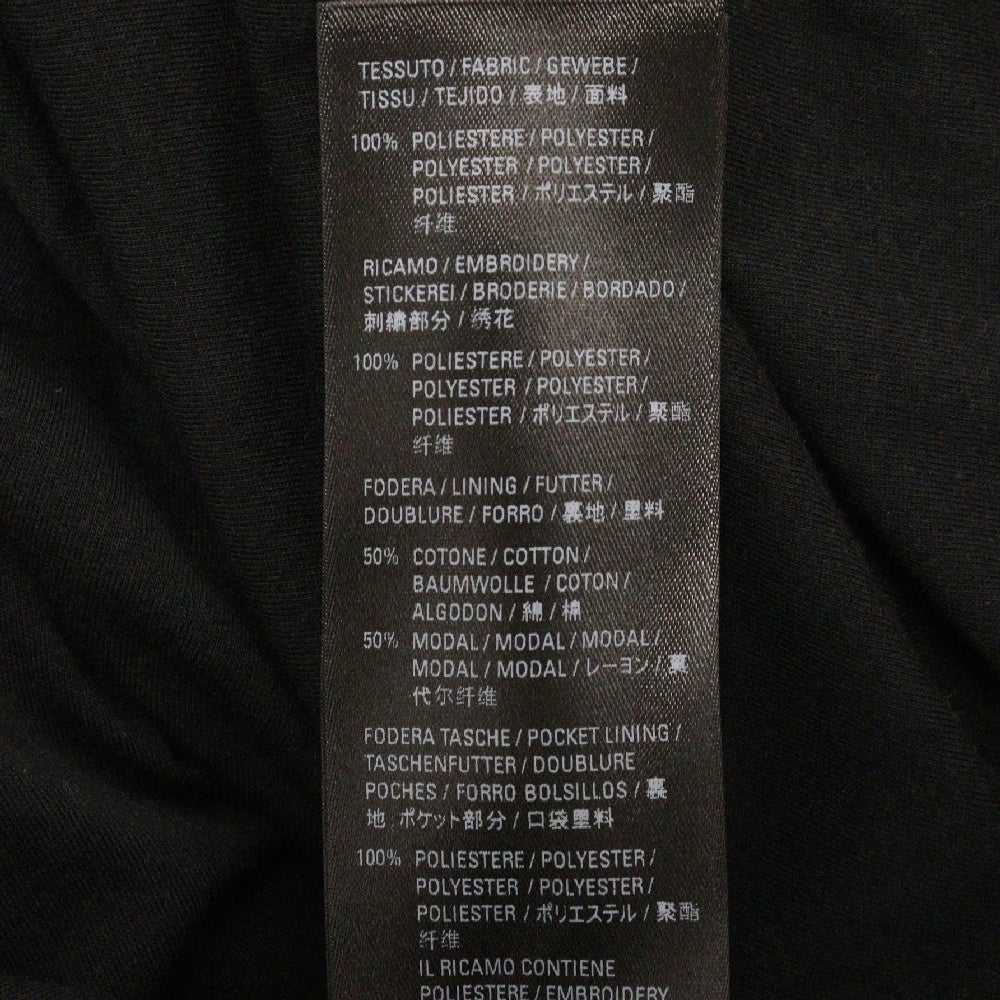 TESSUTO / FABRIC / GEWEBE /
TISSU / TEJIDO / 表地 / 面料
100% POLIESTERE / POLYESTER /
POLYESTER / POLYESTER /
POLIESTER / ポリエステル / 聚酯
纤维
RICAMO / EMBROIDERY /
STICKEREI / BRODERIE / BORDADO /
刺繍部分 / 绣花
100% POLIESTERE / POLYESTER /
POLYESTER / POLYESTER /
POLIESTER / ポリエステル / 聚酯
纤维
FODERA / LINING / FUTTER /
DOUBLURE / FORRO / 裏地 / 里料
50% COTONE / COTTON /
BAUMWOLLE / COTON /
ALGODON / 綿 / 棉
50% MODAL / MODAL / MODAL /
MODAL / MODAL / レーヨン /
代尔纤维
FODERA TASCHE / POCKET LINING /
TASCHENFUTTER / DOUBLURE
POCHES / FORRO BOLSILLOS / 裏
地 ポケット部分 / 口袋里料
100% POLIESTERE / POLYESTER /
POLYESTER / POLYESTER /
POLIESTER / ポリエステル / 聚酯
纤维
IL RICAMO CONTIENE
POLIESTERE / EMBROIDERY